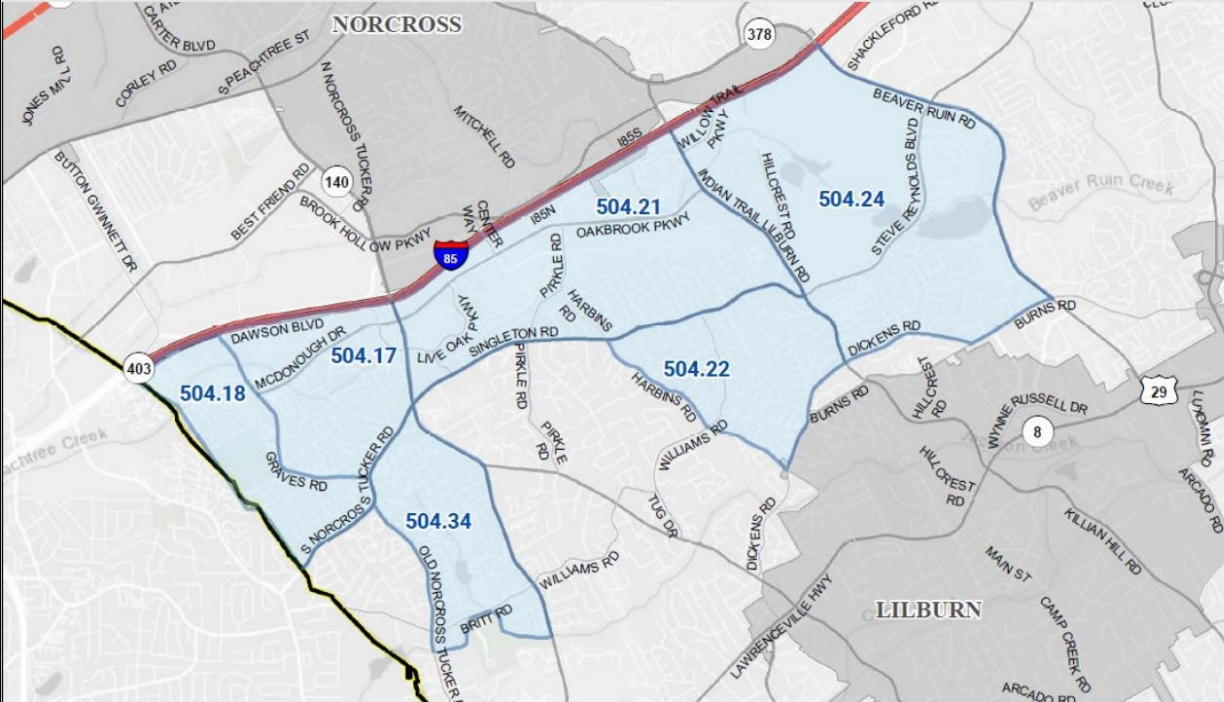 CARTER BLVD
NORCROSS
378
SHACKLEFORD RD
JONES MILL RD
CORLEY RD
S PEACHTREE ST
N NORCROSS TUCKER RD
MITCHELL RD
I85S
WILLOW TRAIL PKWY
BEAVER RUIN RD
BUTTON GWINNETT DR
BEST FRIEND RD
140
BROOK HOLLOW PKWY
CENTER WAY
I85N
504.21
OAKBROOK PKWY
INDIAN TRAIL LILBURN RD
HILLCREST RD
504.24
STEVE REYNOLDS BLVD
Beaver Ruin Creek
85
PIRKLE RD
HARBINS RD
DAWSON BLVD
MCDONOUGH DR
504.17
LIVE OAK PKWY
SINGLETON RD
BURNS RD
DICKENS RD
403
504.18
504.22
PIRKLE RD
HARBINS RD
BURNS RD
HILLCREST RD
WYNNE RUSSELL DR
29
8
LUXOMNI RD
GRAVES RD
S NORCROSS TUCKER RD
PIRKLE RD
WILLIAMS RD
HILLCREST RD
ARCADO RD
504.34
TUG DR
DICKENS RD
KILLIAN HILL RD
OLD NORCROSS TUCKER
WILLIAMS RD
BRITT RD
LAWRENCEVILLE HWY
LILBURN
MAIN ST
CAMP CREEK RD
ARCADO RD